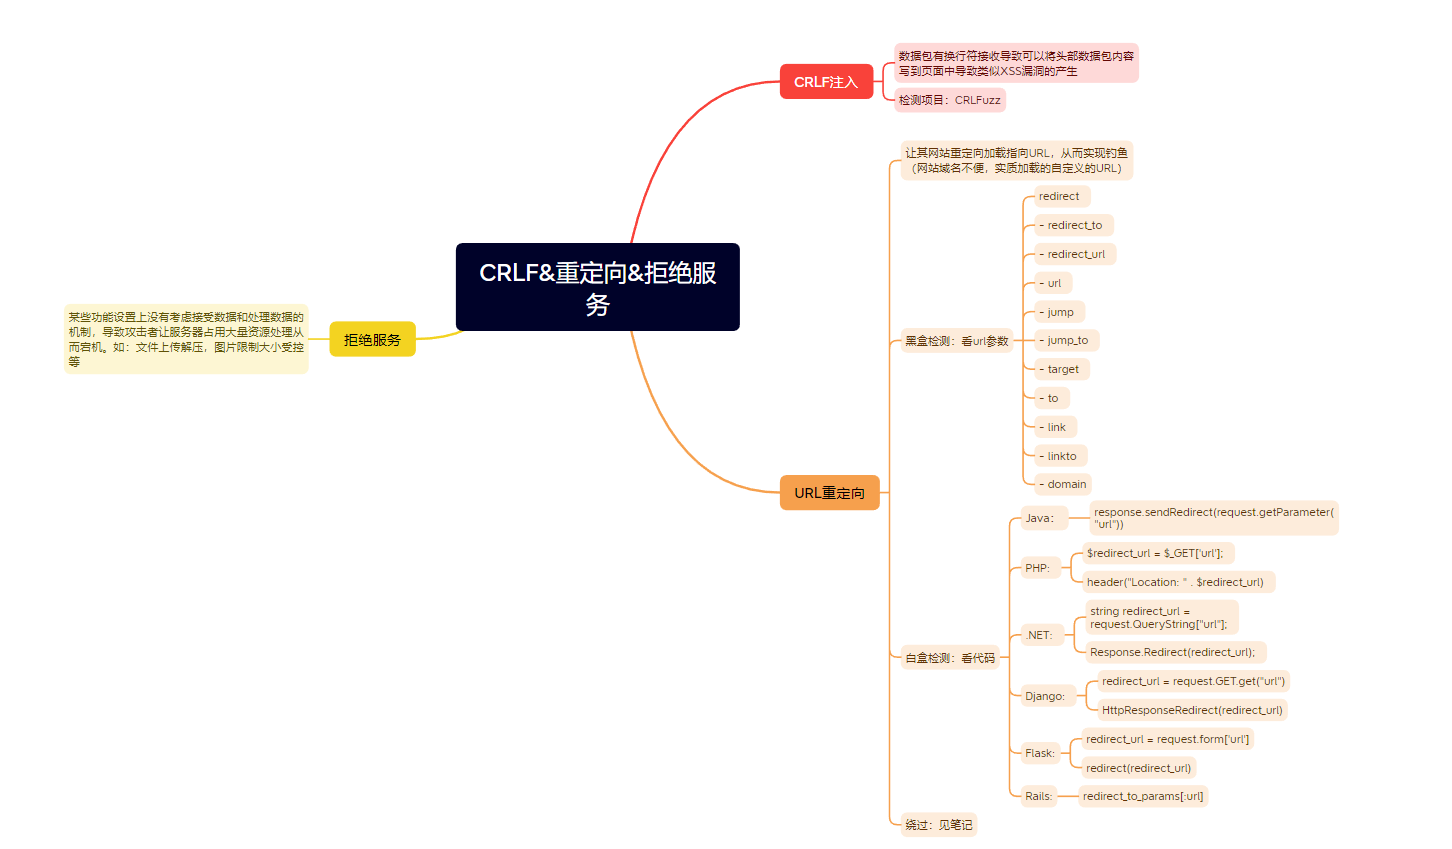 CRLF&重定向&拒绝服
务
CRLF注入
数据包有换行符接收导致可以将头部数据包内容
写到页面中导致类似XSS漏洞的产生
检测项目：CRLFuzz
URL重定向
让其网站重定向加载指向URL，从而实现钓鱼
（网站域名不便，实质加载的自定义的URL）
黑盒检测：看url参数
redirect
- redirect_to
- redirect_url
- url
- jump
- jump_to
- target
- to
- link
- linkto
- domain
白盒检测：看代码
Java：
response.sendRedirect(request.getParameter(
"url"))
PHP:
$redirect_url = $_GET['url'];
header("Location: " . $redirect_url)
.NET:
string redirect_url =
request.QueryString["url"];
Response.Redirect(redirect_url);
Django:
redirect_url = request.GET.get("url")
HttpResponseRedirect(redirect_url)
Flask:
redirect_url = request.form['url']
redirect(redirect_url)
Rails:
redirect_to_params[:url]
绕过：见笔记
拒绝服务
某些功能设置上没有考虑接受数据和处理数据的
机制，导致攻击者让服务器占用大量资源处理从
而宕机。如：文件上传解压，图片限制大小受控
等